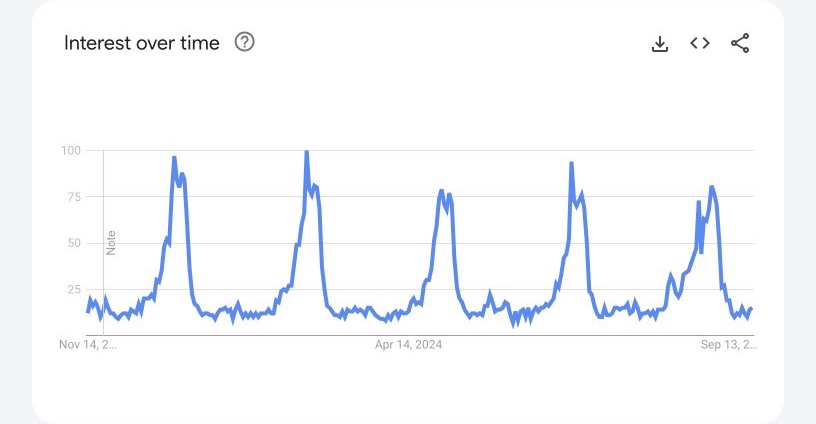 Interest over time
100
75
50
25
Note
Nov 14, 2...
Apr 14, 2024
Sep 13, 2...